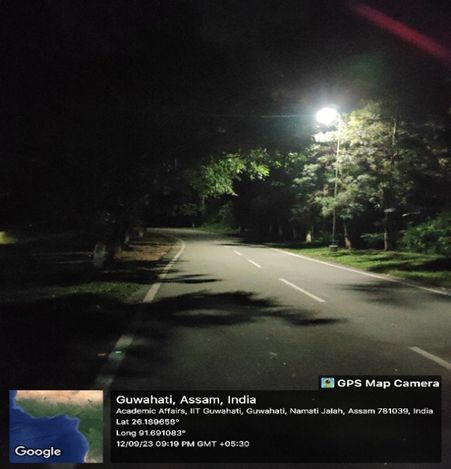 GPS Map Camera
Guwahati, Assam, India
Academic Affairs, IIT Guwahati, Guwahati, Namati Jalah, Assam 781039, India
Lat 26.189658°
Long 91.691083°
12/09/23 09:19 PM GMT +05:30
Google